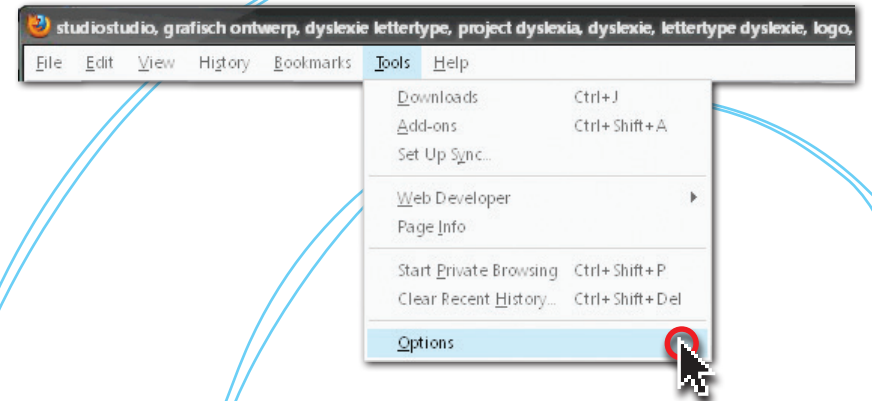 studiostudio, grafisch ontwerp, dyslexie lettertype, project dyslexia, dyslexie, lettertype dyslexie, logo,
File Edit View History Bookmarks Tools Help
Downloads Ctrl+J
Add-ons Ctrl+Shift+A
Set Up Sync...
Web Developer
Page Info
Start Private Browsing Ctrl+Shift+P
Clear Recent History... Ctrl+Shift+Del
Options